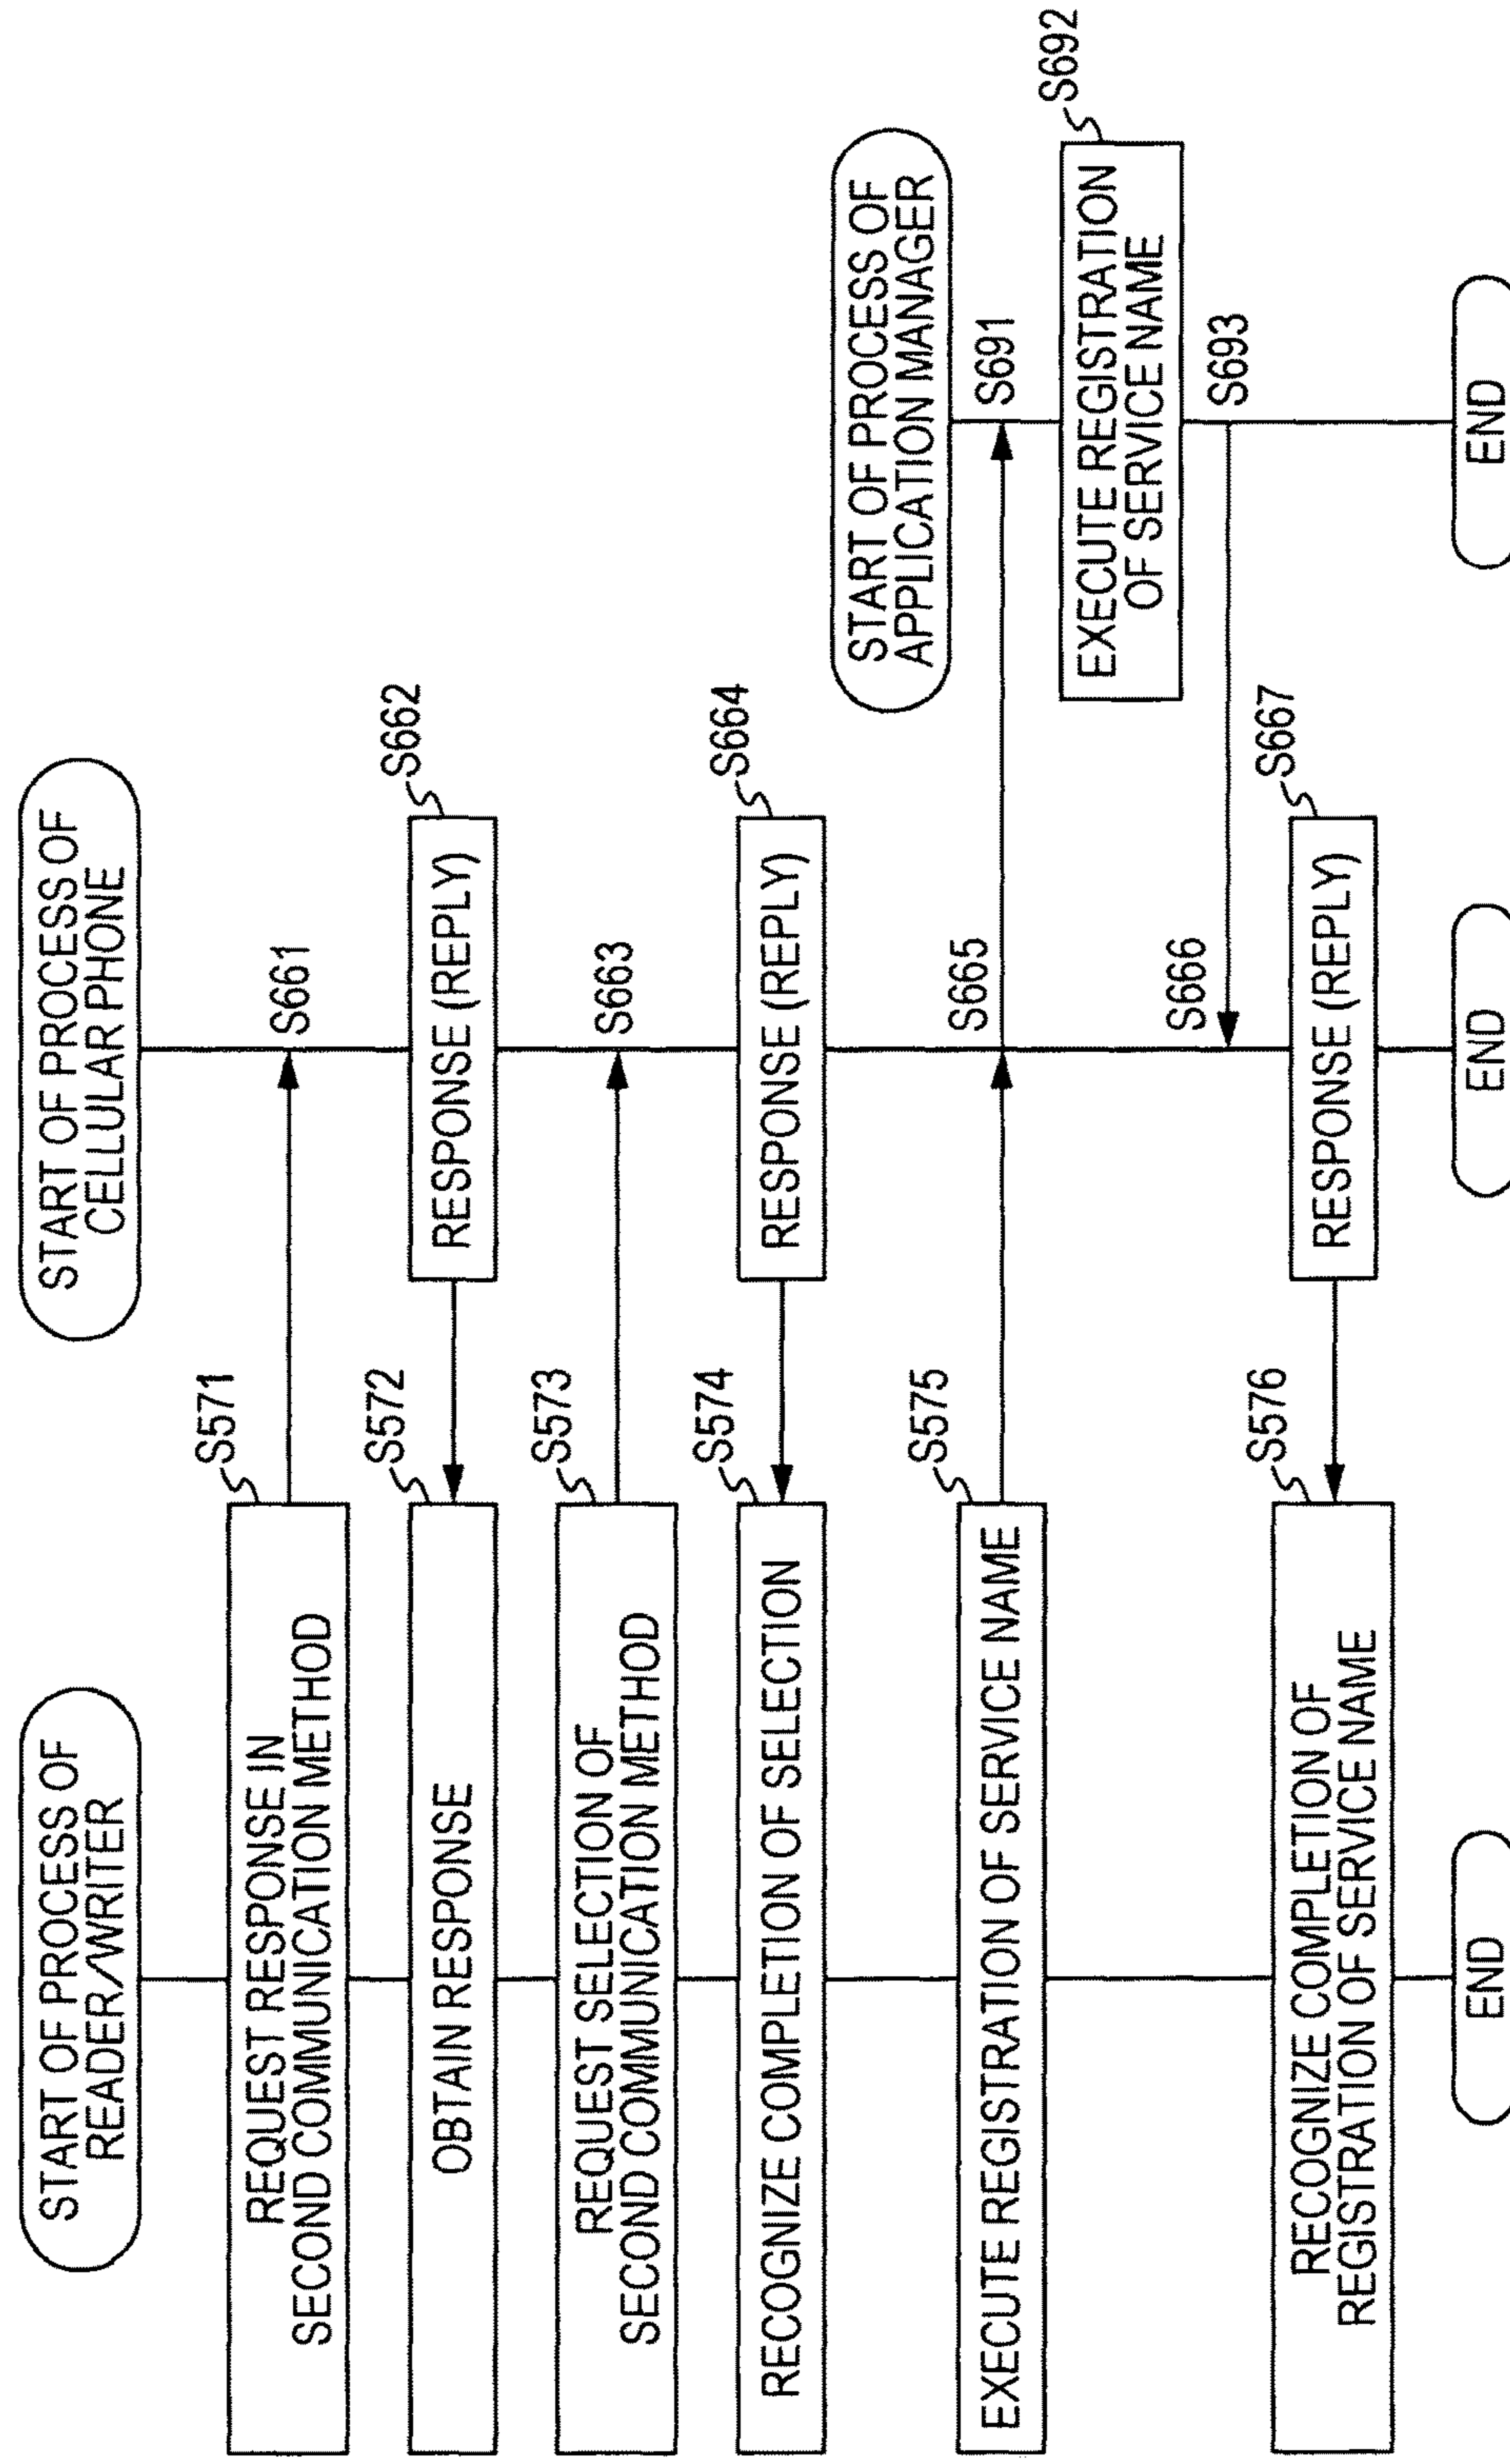 START OF PROCESS OF
READER/WRITER
START OF PROCESS OF
CELLULAR PHONE
S571
REQUEST RESPONSE IN
SECOND COMMUNICATION METHOD
S661
S572
OBTAIN RESPONSE
S662
RESPONSE (REPLY)
S573
REQUEST SELECTION OF
SECOND COMMUNICATION METHOD
S663
S574
RECOGNIZE COMPLETION OF SELECTION
S664
RESPONSE (REPLY)
START OF PROCESS OF
APPLICATION MANAGER
S575
EXECUTE REGISTRATION OF SERVICE NAME
S665
S691
S692
EXECUTE REGISTRATION
OF SERVICE NAME
S666
S693
S576
RECOGNIZE COMPLETION OF
REGISTRATION OF SERVICE NAME
S667
RESPONSE (REPLY)
END
END
END